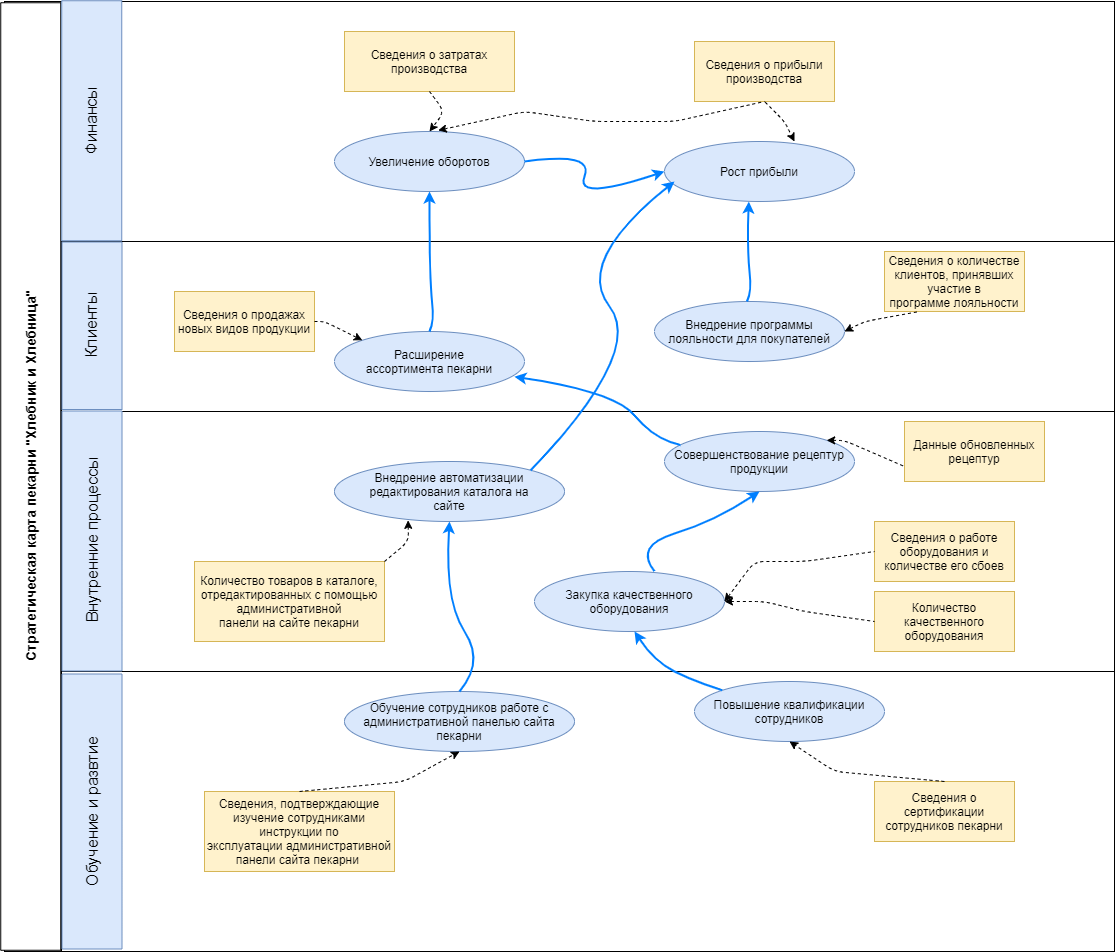 Стратегическая карта пекарни "Хлебник и Хлебница"
Финансы
Сведения о затратах
производства
Сведения о прибыли
производства
Увеличение оборотов
Рост прибыли
Клиенты
Сведения о количестве
клиентов, принявших
участие в
программе лояльности
Сведения о продажах
новых видов продукции
Внедрение программы
лояльности для покупателей
Расширение
ассортимента пекарни
Внутренние процессы
Данные обновленных
рецептур
Совершенствование рецептур
продукции
Внедрение автоматизации
редактирования каталога на
сайте
Сведения о работе
оборудования и
количестве его сбоев
Количество товаров в каталоге,
отредактированных с помощью
административной
панели на сайте пекарни
Закупка качественного
оборудования
Количество
качественного
оборудования
Обучение и развтие
Обучение сотрудников работе с
административной панелью сайта
пекарни
Повышение квалификации
сотрудников
Сведения, подтверждающие
изучение сотрудниками
инструкции по
эксплуатации административной
панели сайта пекарни
Сведения о
сертификации
сотрудников пекарни